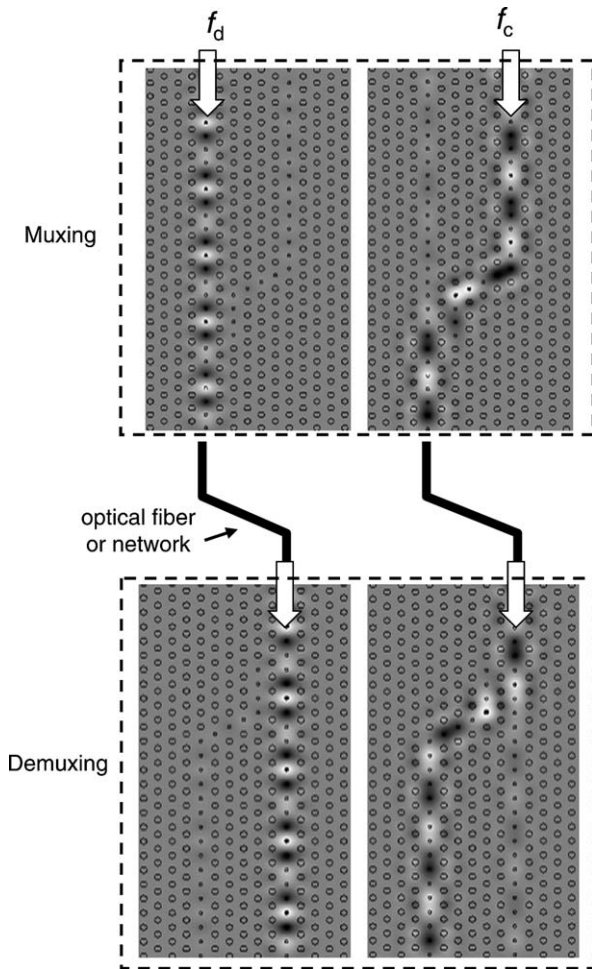 f_d
f_c
Muxing
optical fiber
or network
Demuxing